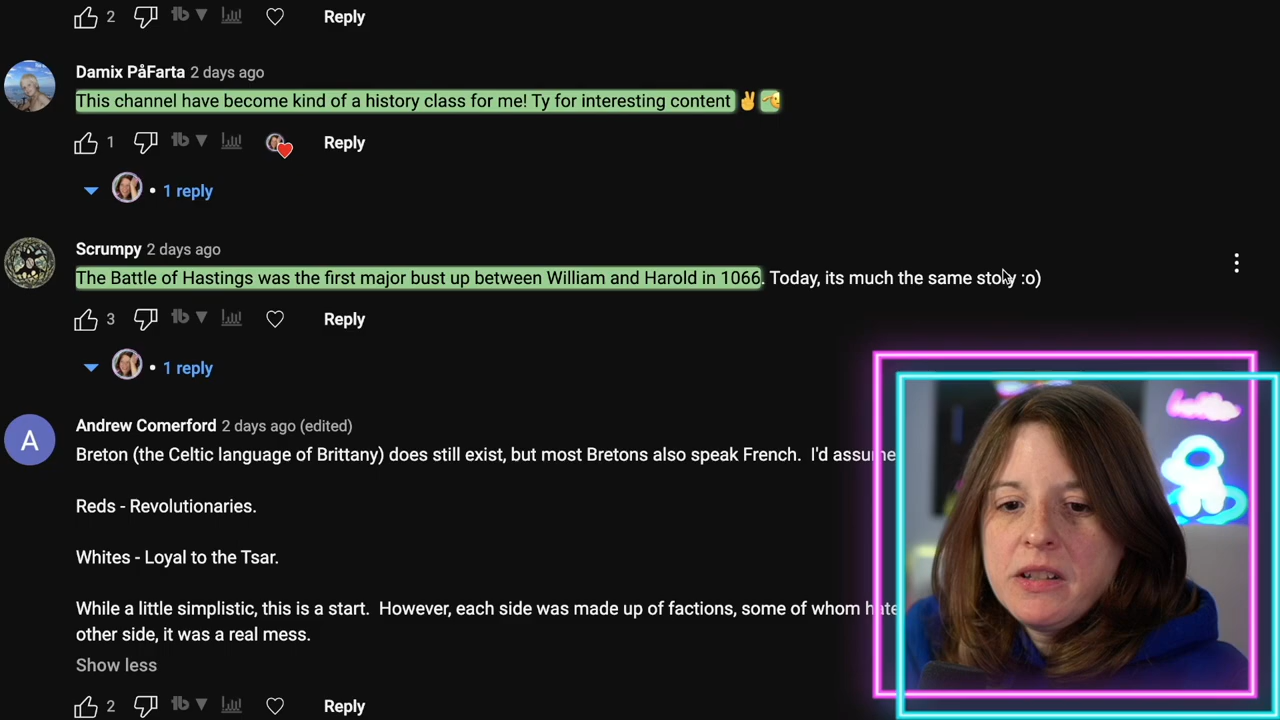 2
Reply
Damix PåFarta 2 days ago
This channel have become kind of a history class for me! Ty for interesting content ✌️🫡
1
Reply
• 1 reply
Scrumpy 2 days ago
The Battle of Hastings was the first major bust up between William and Harold in 1066. Today, its much the same story :o)
3
Reply
• 1 reply
A
Andrew Comerford 2 days ago (edited)
Breton (the Celtic language of Brittany) does still exist, but most Bretons also speak French. I'd assume
Reds - Revolutionaries.
Whites - Loyal to the Tsar.
While a little simplistic, this is a start. However, each side was made up of factions, some of whom
other side, it was a real mess.
Show less
2
Reply